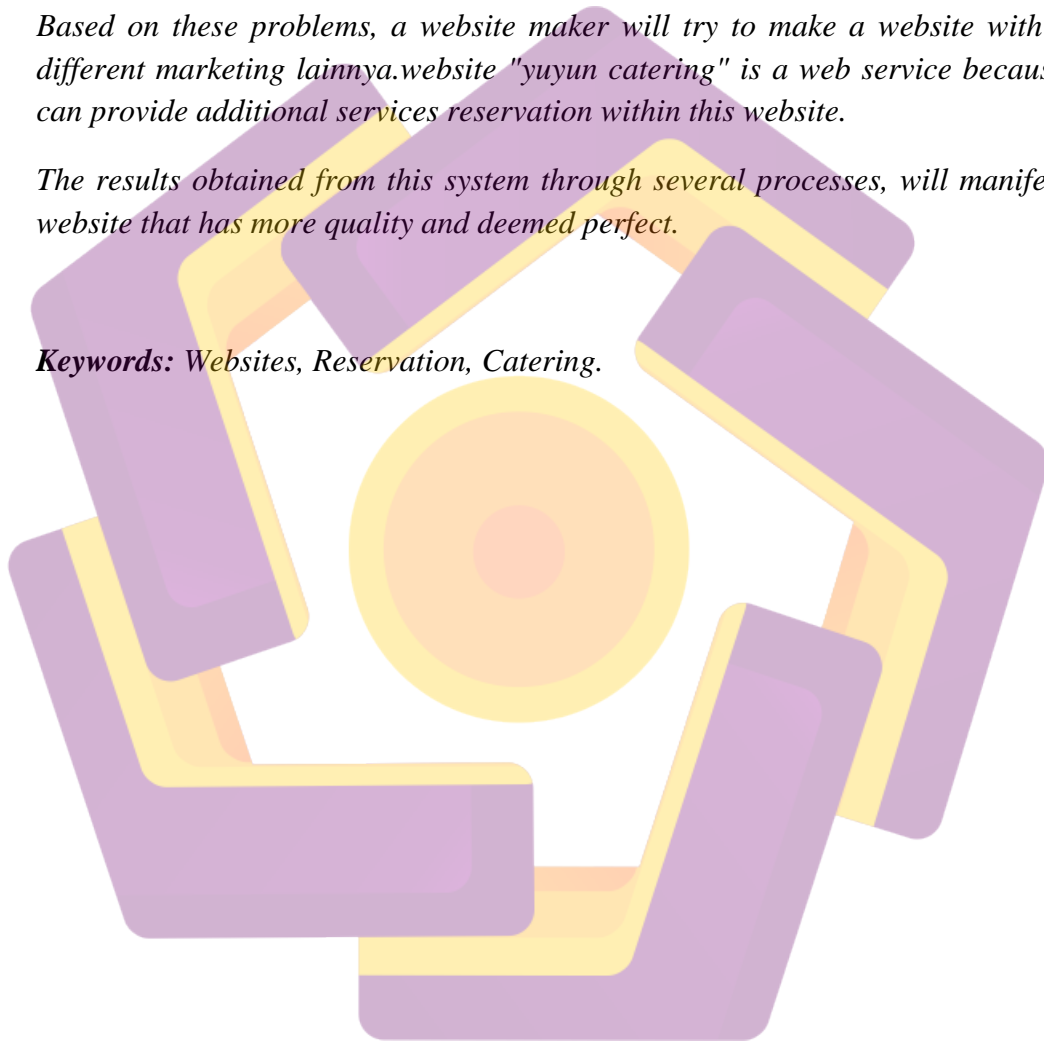 Based on these problems, a website maker will try to make a website with
different marketing lainnya.website "yuyun catering" is a web service
can provide additional services reservation within this website.
The results obtained from this system through several processes, will
website that has more quality and deemed perfect.
Keywords: Websites, Reservation, Catering.